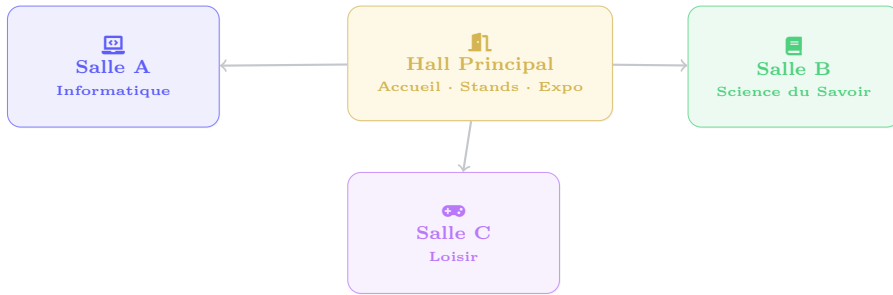 Salle A
Informatique
Hall Principal
Accueil · Stands · Expo
Salle B
Science du Savoir
Salle C
Loisir